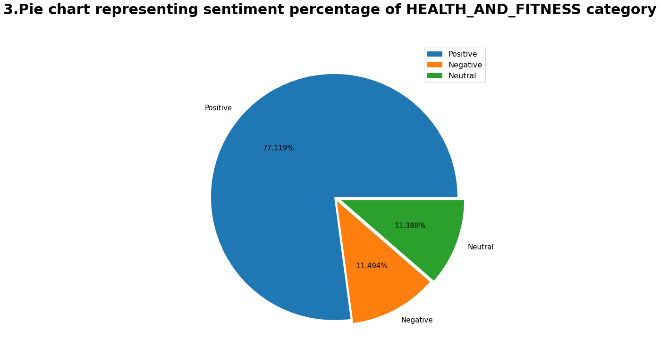 3.Pie chart representing sentiment percentage of HEALTH_AND_FITNESS category
Positive
Negative
Neutral
Positive
77.119%
11.388%
Neutral
11.494%
Negative